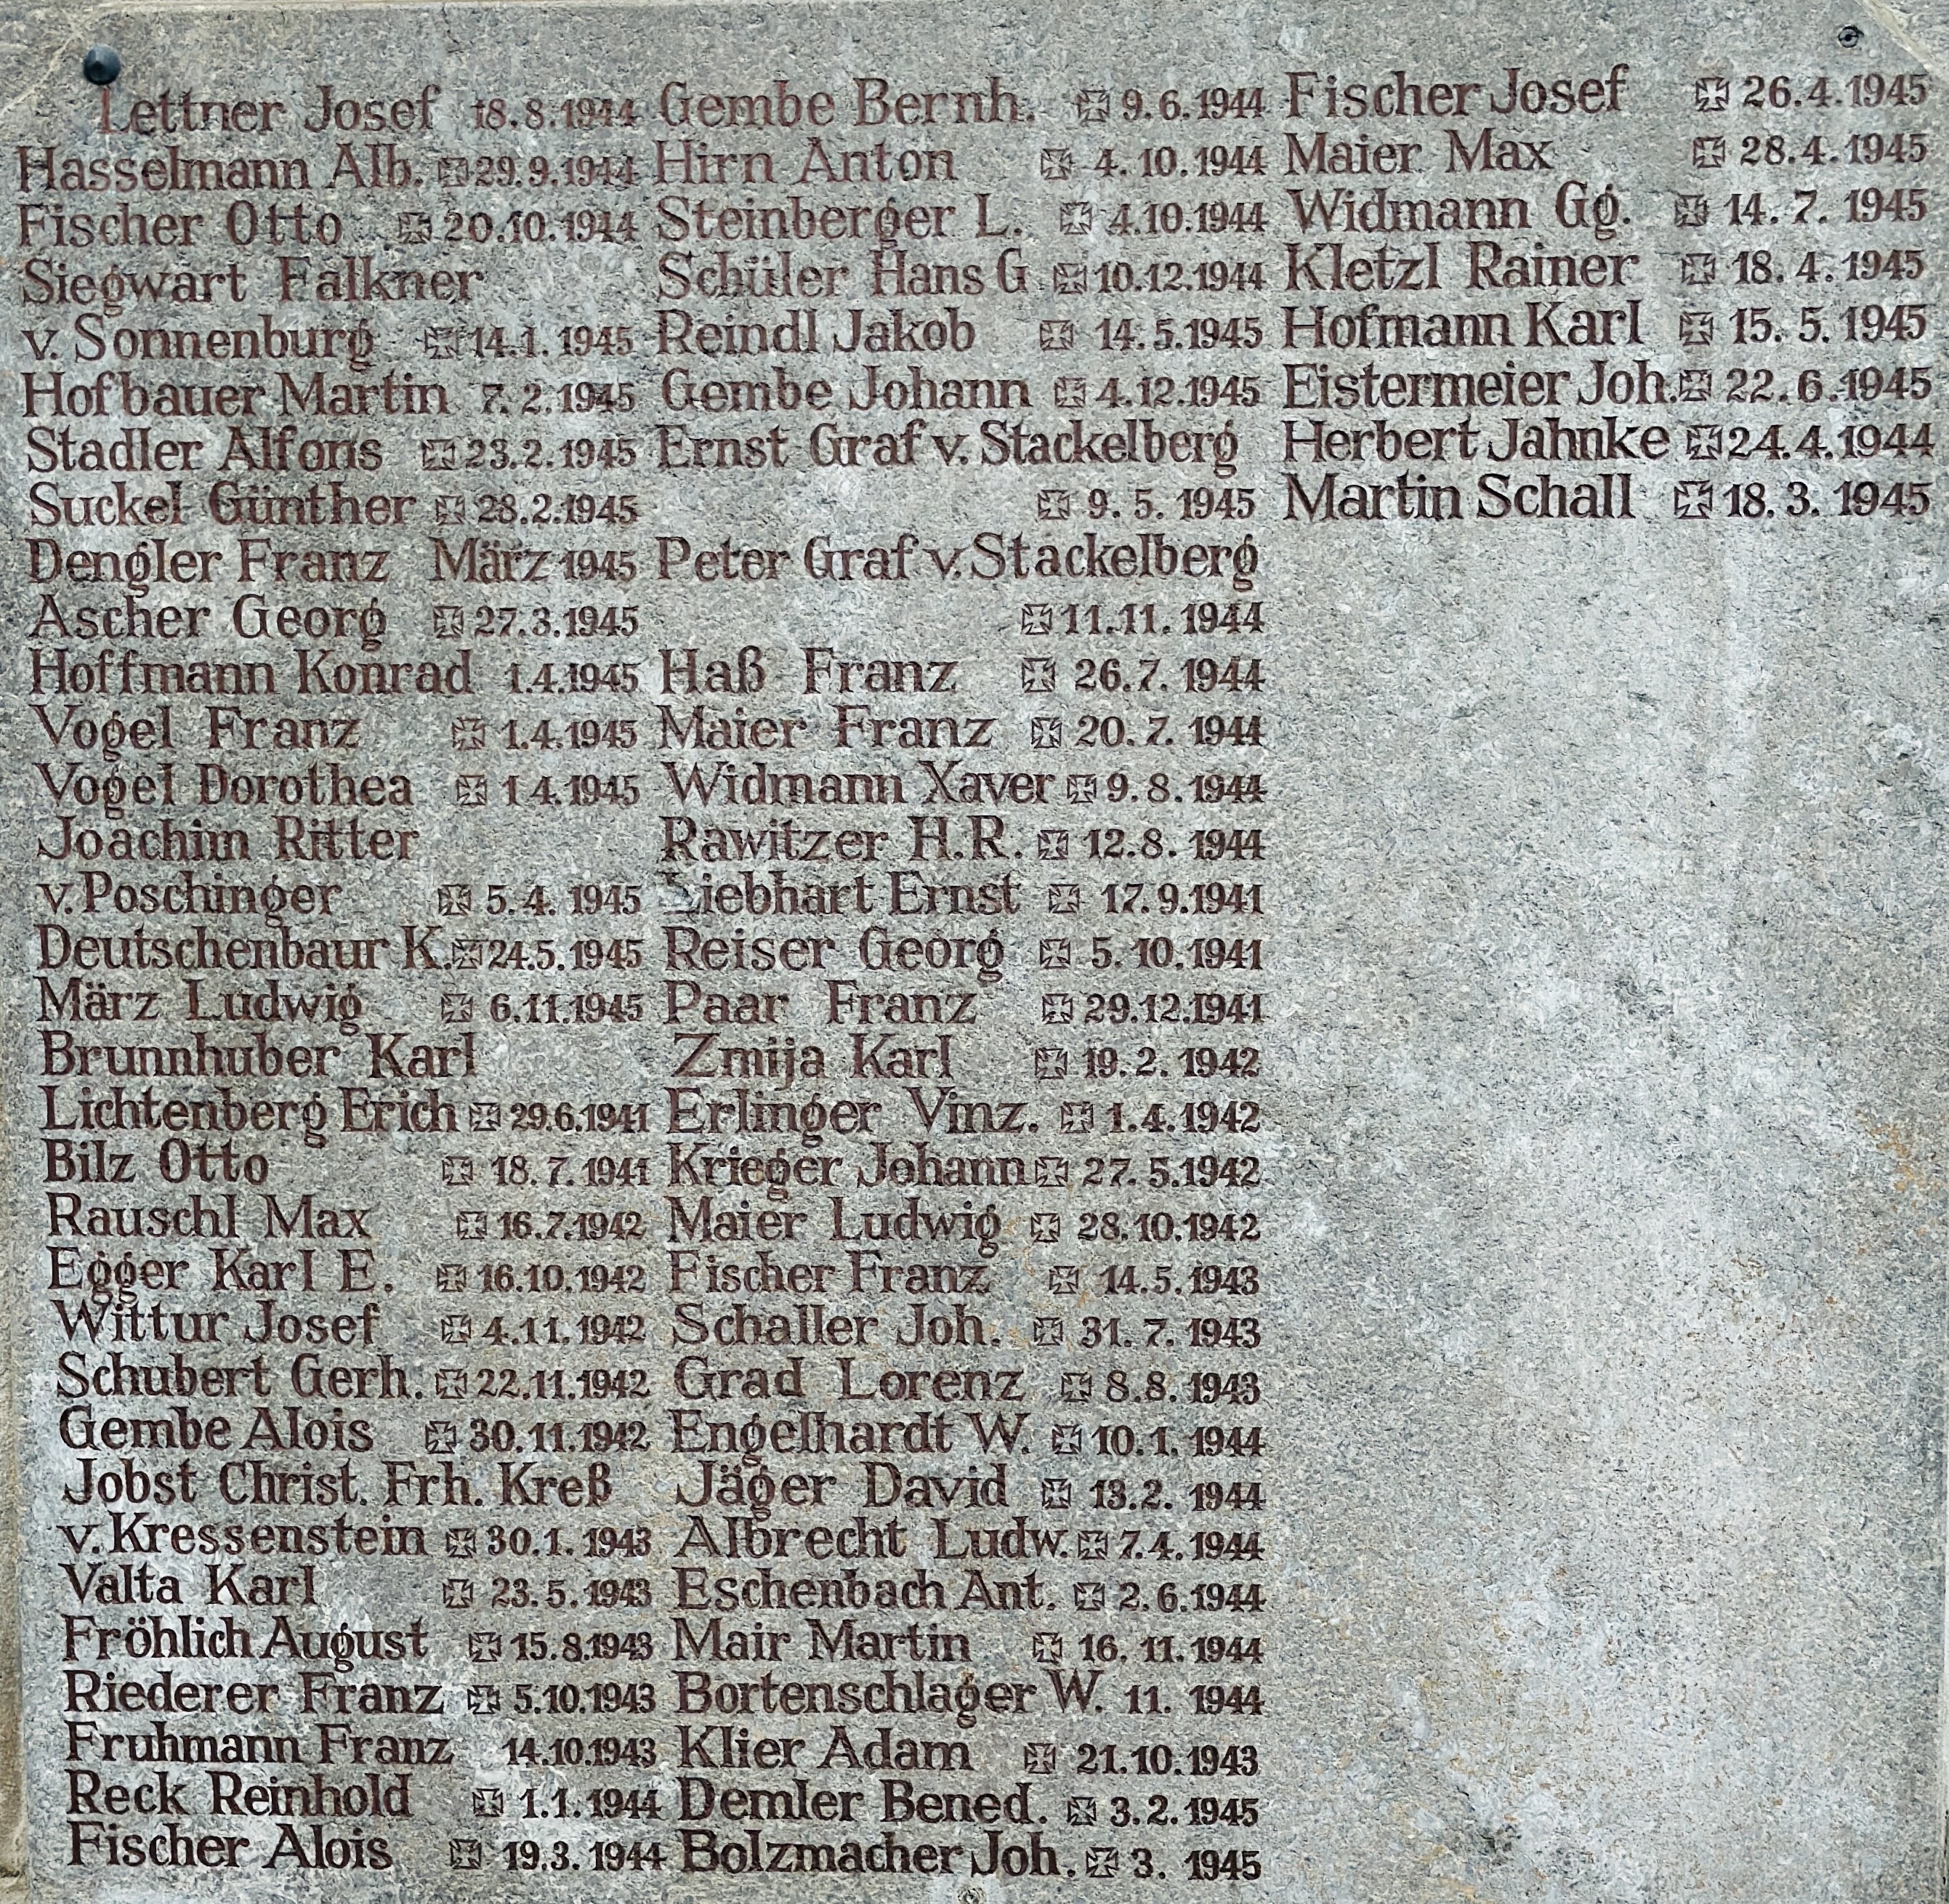 Lettner Josef 18.8.1944
Hasselmann Alb. ✠ 29.9.1944
Fischer Otto ✠ 20.10.1944
Siegwart Falkner
v. Sonnenburg ✠ 14.1.1945
Hofbauer Martin 7.2.1945
Stadler Alfons ✠ 23.2.1945
Suckel Günther ✠ 28.2.1945
Dengler Franz März 1945
Ascher Georg ✠ 27.3.1945
Hoffmann Konrad 1.4.1945
Vogel Franz ✠ 1.4.1945
Vogel Dorothea ✠ 1 4.1945
Joachim Ritter
v. Poschinger ✠ 5.4.1945
Deutschenbaur K. ✠ 24.5.1945
März Ludwig ✠ 6.11.1945
Brunnhuber Karl
Lichtenberg Erich ✠ 29.6.1941
Bilz Otto ✠ 18.7.1941
Rauschl Max ✠ 16.7.1942
Egger Karl E. ✠ 16.10.1942
Wittur Josef ✠ 4.11.1942
Schubert Gerh. ✠ 22.11.1942
Gembe Alois ✠ 30.11.1942
Jobst Christ. Frh. Kreß
v. Kressenstein ✠ 30.1.1943
Valta Karl ✠ 23.5.1943
Fröhlich August ✠ 15.8.1943
Riederer Franz ✠ 5.10.1943
Fruhmann Franz 14.10.1943
Reck Reinhold ✠ 1.1.1944
Fischer Alois ✠ 19.3.1944
Gembe Bernh. ✠ 9.6.1944
Hirn Anton ✠ 4.10.1944
Steinberger L. ✠ 4.10.1944
Schüler Hans G ✠ 10.12.1944
Reindl Jakob ✠ 14.5.1945
Gembe Johann ✠ 4.12.1945
Ernst Graf v. Stackelberg
✠ 9.5.1945
Peter Graf v. Stackelberg
✠ 11.11.1944
Haß Franz ✠ 26.7.1944
Maier Franz ✠ 20.7.1944
Widmann Xaver ✠ 9.8.1944
Rawitzer H.R. ✠ 12.8.1944
Liebhart Ernst ✠ 17.9.1941
Reiser Georg ✠ 5.10.1941
Paar Franz ✠ 29.12.1941
Zmija Karl ✠ 19.2.1942
Erlinger Vinz. ✠ 1.4.1942
Krieger Johann ✠ 27.5.1942
Maier Ludwig ✠ 28.10.1942
Fischer Franz ✠ 14.5.1943
Schaller Joh. ✠ 31.7.1943
Grad Lorenz ✠ 8.8.1943
Engelhardt W. ✠ 10.1.1944
Jäger David ✠ 13.2.1944
Albrecht Ludw. ✠ 7.4.1944
Eschenbach Ant. ✠ 2.6.1944
Mair Martin ✠ 16.11.1944
Bortenschlager W. 11. 1944
Klier Adam ✠ 21.10.1943
Demler Bened. ✠ 3.2.1945
Bolzmacher Joh. ✠ 3. 1945
Fischer Josef ✠ 26.4.1945
Maier Max ✠ 28.4.1945
Widmann Gg. ✠ 14.7.1945
Kletzl Rainer ✠ 18.4.1945
Hofmann Karl ✠ 15.5.1945
Eistermeier Joh. ✠ 22.6.1945
Herbert Jahnke ✠ 24.4.1944
Martin Schall ✠ 18.3.1945